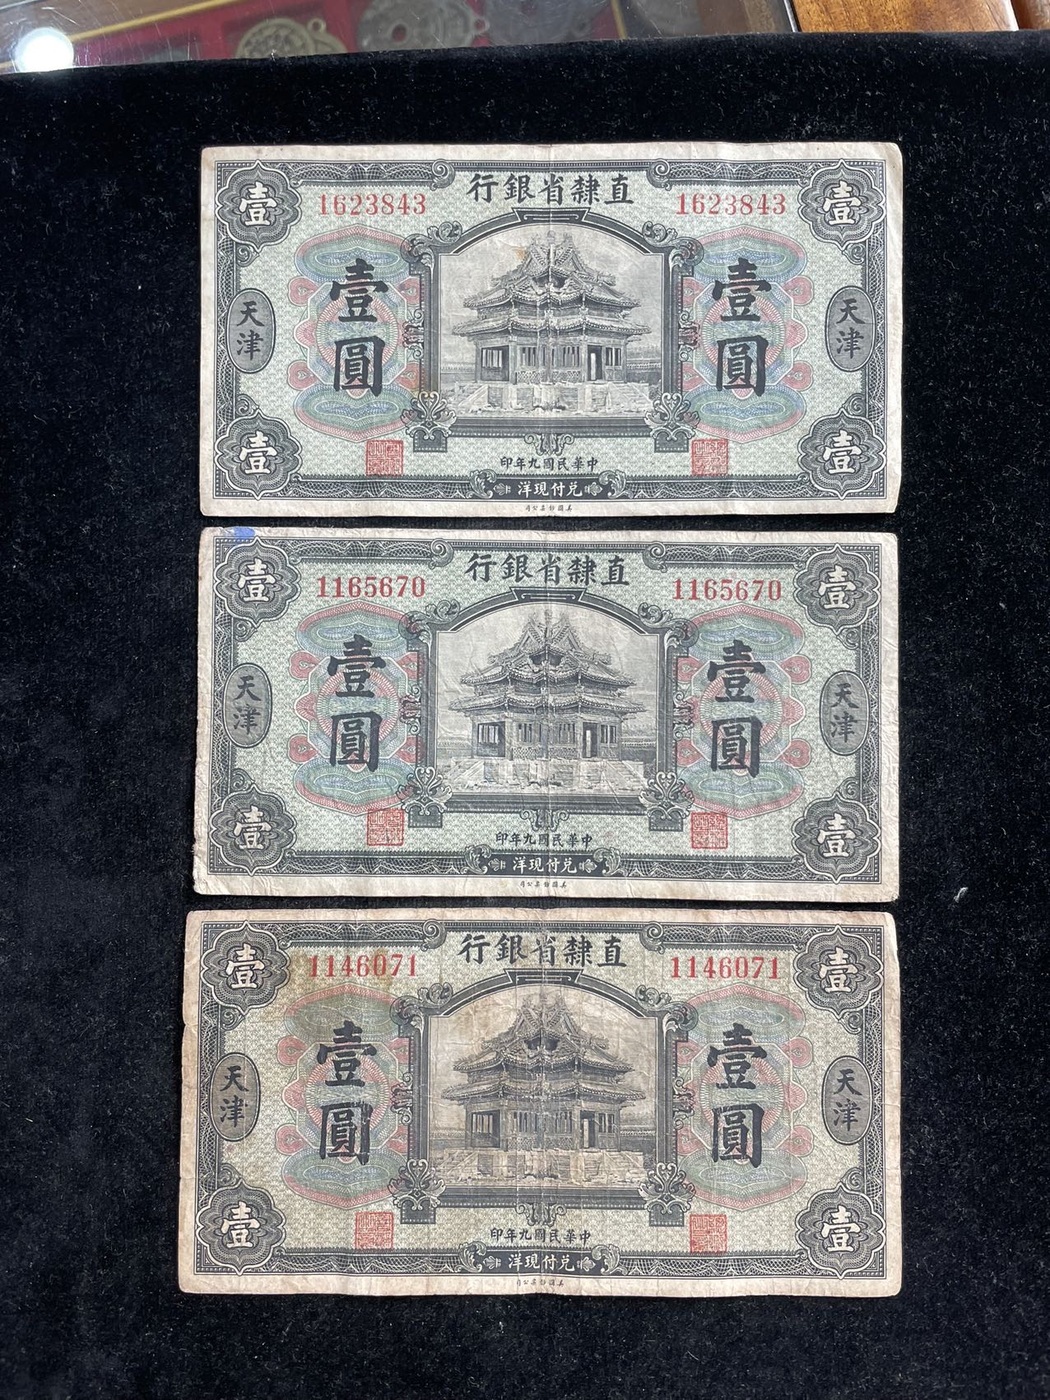 直隸省銀行
壹 1623843 1623843 壹
壹圓 壹圓
天津 天津
壹 壹
中華民國九年印
兌付現洋
直隸省銀行
壹 1165670 1165670 壹
壹圓 壹圓
天津 天津
壹 壹
中華民國九年印
兌付現洋
直隸省銀行
壹 1146071 1146071 壹
壹圓 壹圓
天津 天津
壹 壹
中華民國九年印
兌付現洋